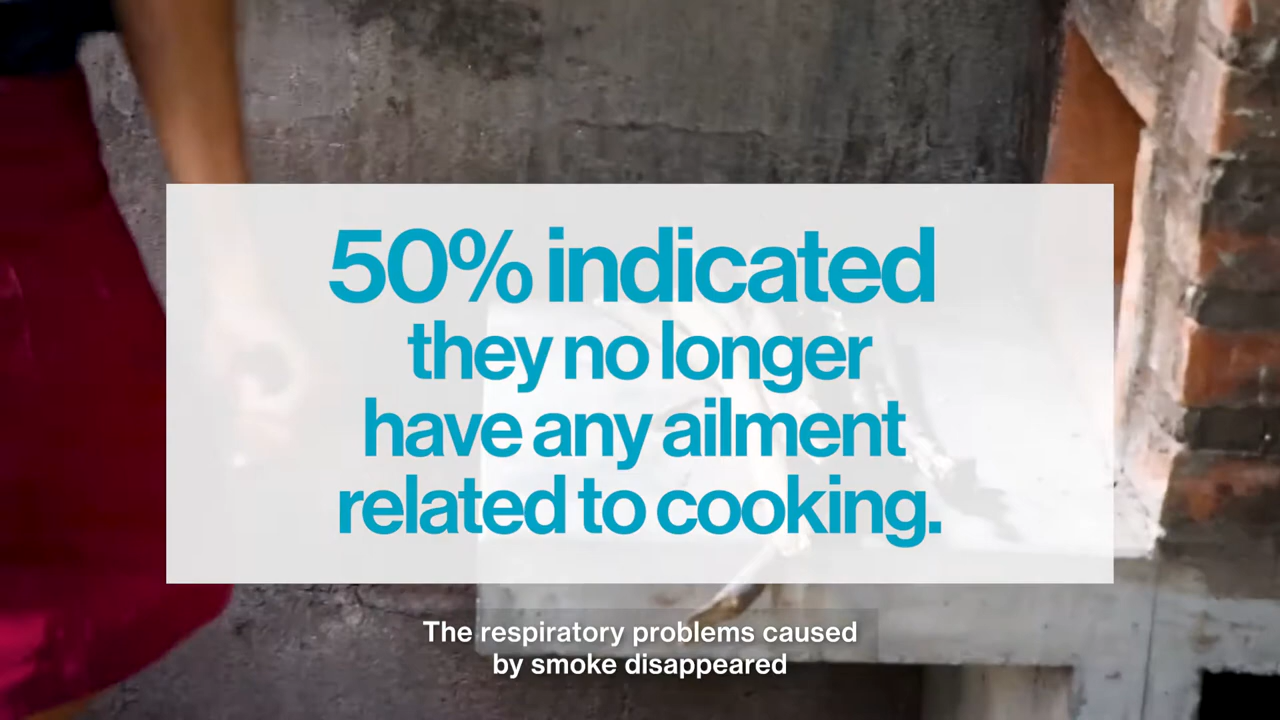 50% indicated
they no longer
have any ailment
related to cooking.
The respiratory problems caused
by smoke disappeared